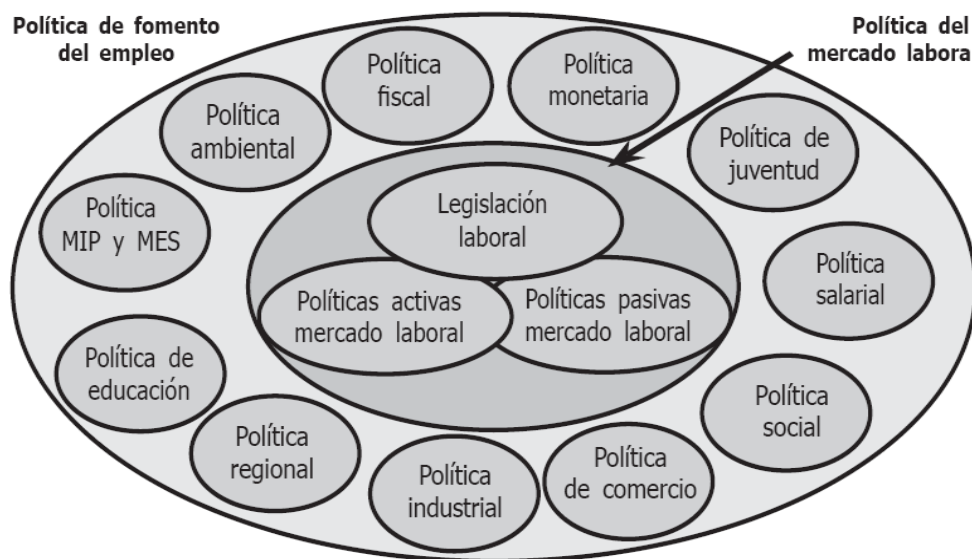 Política de fomento
del empleo
Política del
mercado labora
Política
fiscal
Política
monetaria
Política
ambiental
Política de
juventud
Política
MIP y MES
Legislación
laboral
Política
salarial
Políticas activas
mercado laboral
Políticas pasivas
mercado laboral
Política de
educación
Política
social
Política
regional
Política
industrial
Política
de comercio